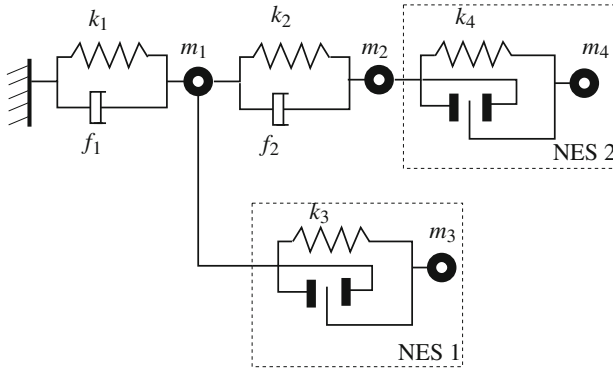 k₁
k₂
k₄
m₁
m₂
m₄
f₁
f₂
NES 2
k₃
m₃
NES 1